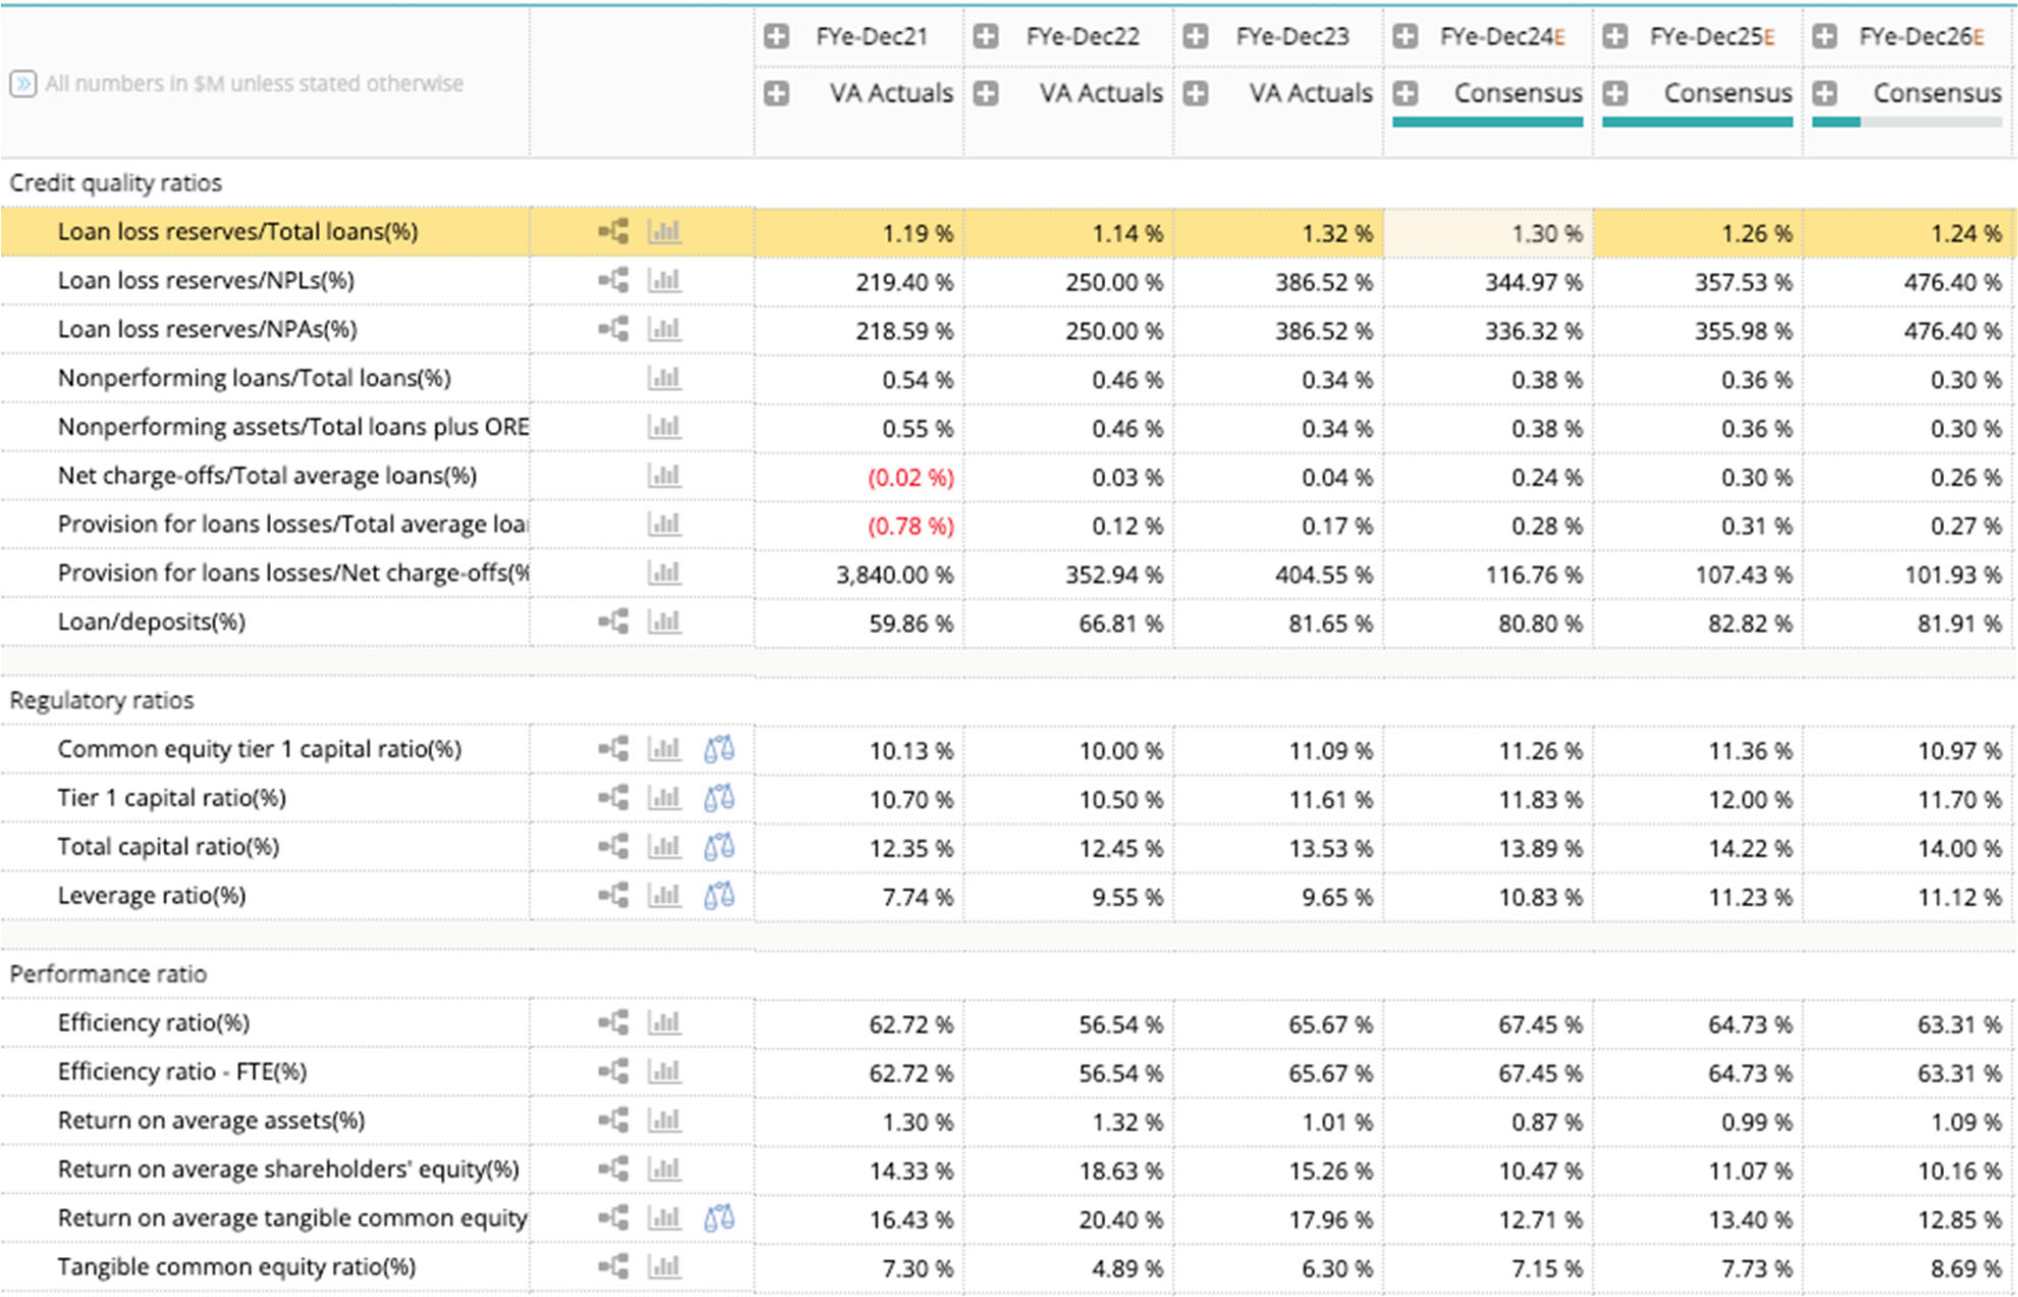 FYe-Dec21 FYe-Dec22 FYe-Dec23 FYe-Dec24E FYe-Dec25E FYe-Dec26E
All numbers in $M unless stated otherwise
VA Actuals VA Actuals VA Actuals Consensus Consensus Consensus
Credit quality ratios
Loan loss reserves/Total loans(%) 1.19 % 1.14 % 1.32 % 1.30 % 1.26 % 1.24 %
Loan loss reserves/NPLs(%) 219.40 % 250.00 % 386.52 % 344.97 % 357.53 % 476.40 %
Loan loss reserves/NPAs(%) 218.59 % 250.00 % 386.52 % 336.32 % 355.98 % 476.40 %
Nonperforming loans/Total loans(%) 0.54 % 0.46 % 0.34 % 0.38 % 0.36 % 0.30 %
Nonperforming assets/Total loans plus ORE 0.55 % 0.46 % 0.34 % 0.38 % 0.36 % 0.30 %
Net charge-offs/Total average loans(%) (0.02 %) 0.03 % 0.04 % 0.24 % 0.30 % 0.26 %
Provision for loans losses/Total average loa (0.78 %) 0.12 % 0.17 % 0.28 % 0.31 % 0.27 %
Provision for loans losses/Net charge-offs(% 3,840.00 % 352.94 % 404.55 % 116.76 % 107.43 % 101.93 %
Loan/deposits(%) 59.86 % 66.81 % 81.65 % 80.80 % 82.82 % 81.91 %
Regulatory ratios
Common equity tier 1 capital ratio(%) 10.13 % 10.00 % 11.09 % 11.26 % 11.36 % 10.97 %
Tier 1 capital ratio(%) 10.70 % 10.50 % 11.61 % 11.83 % 12.00 % 11.70 %
Total capital ratio(%) 12.35 % 12.45 % 13.53 % 13.89 % 14.22 % 14.00 %
Leverage ratio(%) 7.74 % 9.55 % 9.65 % 10.83 % 11.23 % 11.12 %
Performance ratio
Efficiency ratio(%) 62.72 % 56.54 % 65.67 % 67.45 % 64.73 % 63.31 %
Efficiency ratio - FTE(%) 62.72 % 56.54 % 65.67 % 67.45 % 64.73 % 63.31 %
Return on average assets(%) 1.30 % 1.32 % 1.01 % 0.87 % 0.99 % 1.09 %
Return on average shareholders' equity(%) 14.33 % 18.63 % 15.26 % 10.47 % 11.07 % 10.16 %
Return on average tangible common equity 16.43 % 20.40 % 17.96 % 12.71 % 13.40 % 12.85 %
Tangible common equity ratio(%) 7.30 % 4.89 % 6.30 % 7.15 % 7.73 % 8.69 %